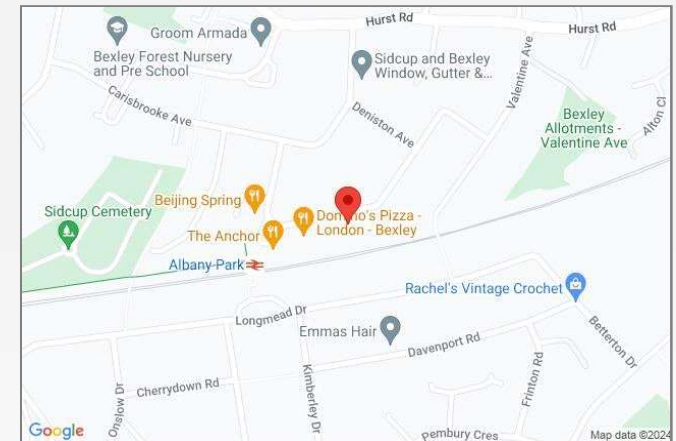 Hurst Rd
Hurst Rd
Groom Armada
Bexley Forest Nursery
and Pre School
Sidcup and Bexley
Window, Gutter &...
Valentine Ave
Carisbrooke Ave
Deniston Ave
Bexley
Allotments -
Valentine Ave
Alton Cl
Beijing Spring
Sidcup Cemetery
Domino's Pizza -
London - Bexley
The Anchor
Albany Park
Rachel's Vintage Crochet
Longmead Dr
Emmas Hair
Davenport Rd
Betterton Dr
Cherrydown Rd
Onslow Dr
Kimberley Dr
Frinton Rd
Pembury Cres
Google
Map data ©2024